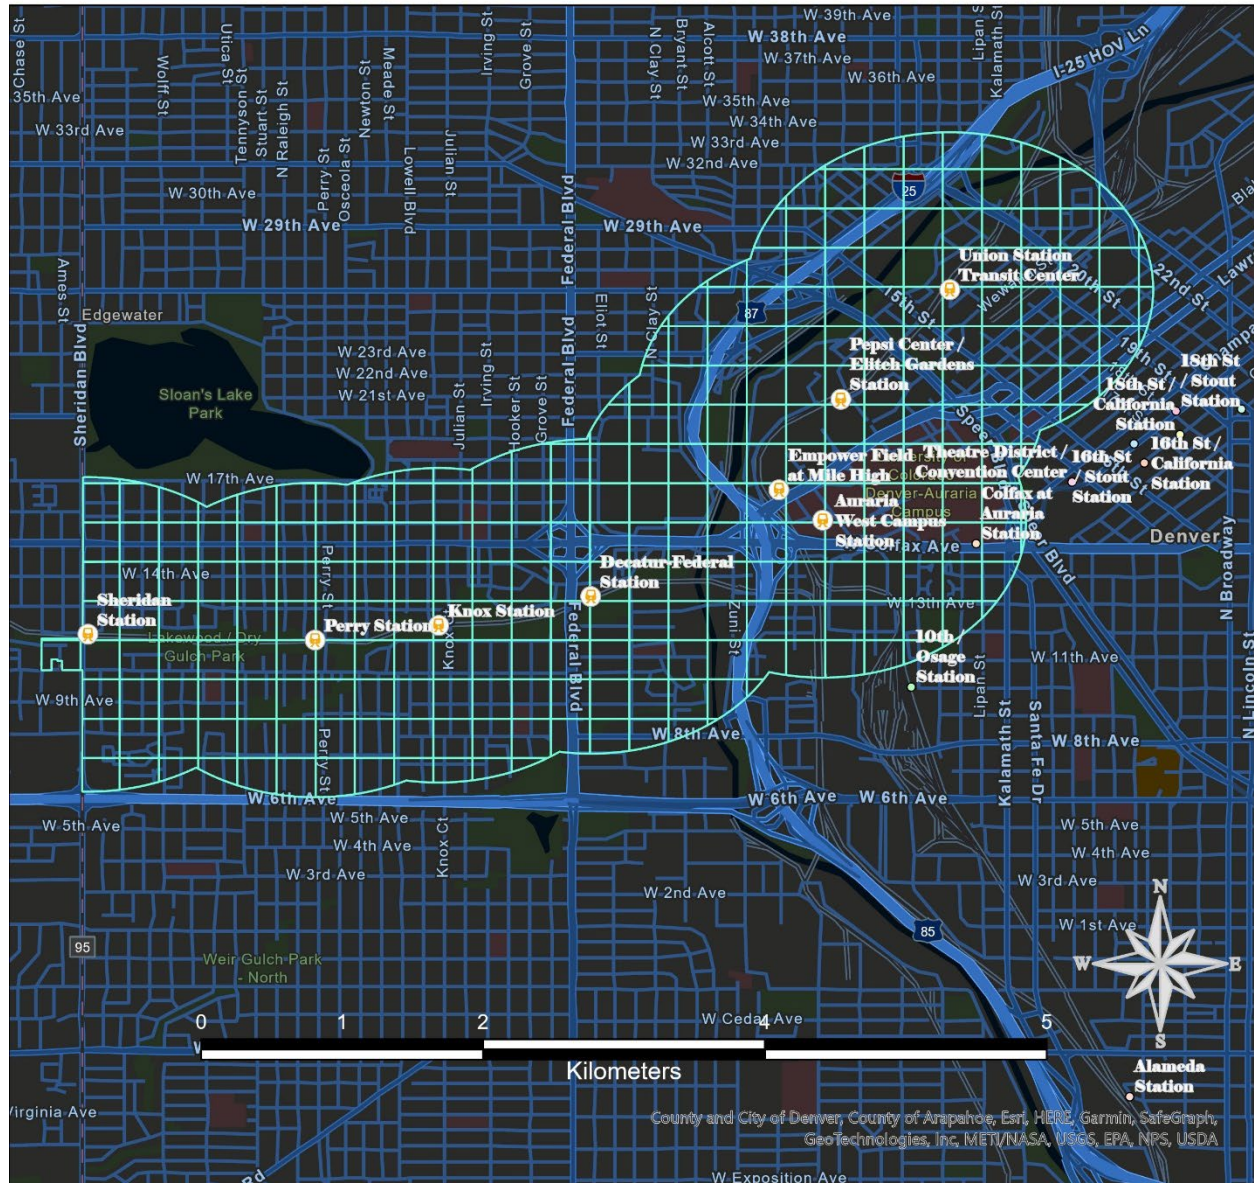 W 39th Ave
W 38th Ave
W 37th Ave
W 36th Ave
W 35th Ave
W 34th Ave
W 33rd Ave
W 32nd Ave
Chase St
35th Ave
W 33rd Ave
Wolff St
Utica St
Tennyson St
Stuart St
N Raleigh St
Perry St
Osceola St
Newton St
Meade St
Lowell Blvd
Julian St
Irving St
Grove St
N Clay St
Bryant St
Alcott St
Lipan S
Kalamath St
I-25 HOV Ln
W 30th Ave
W 29th Ave
Federal Blvd
W 29th Ave
25
Union Station
Transit Center
20th St
22nd St
Lawr
Bla
15th St
Ames St
Edgewater
Sheridan Blvd
Sloan's Lake
Park
W 23rd Ave
W 22nd Ave
W 21st Ave
Julian St
Irving St
Hooker St
Grove St
Federal Blvd
Eliot St
N Clay St
87
Pepsi Center /
Elitch Gardens
Station
19th St
18th St
/ Stout
Station
18th St /
California
Station
16th St /
California
Station
16th St
/ Stout
Station
Theatre District /
Convention Center
Empower Field
at Mile High
Denver-Auraria
Campus
Colfax at
Auraria
Station
Auraria
West Campus
Station
W 17th Ave
Denver
N Broadway
W 14th Ave
Perry St
Decatur-Federal
Station
Sheridan
Station
Perry Station
Knox Station
Lakewood / Dry
Gulch Park
Knox Ct
Federal Blvd
Zuni St
W 13th Ave
10th /
Osage
Station
Lipan St
W 11th Ave
W 9th Ave
Perry St
W 8th Ave
W 8th Ave
Kalamath St
Santa Fe Dr
N Lincoln St
W 6th Ave
W 6th Ave
W 6th Ave
W 5th Ave
W 5th Ave
W 4th Ave
Knox Ct
W 3rd Ave
W 2nd Ave
W 5th Ave
W 4th Ave
W 3rd Ave
W 1st Ave
95
85
Weir Gulch Park
- North
N
W
E
S
W Cedar Ave
0 1 2 4 5
Kilometers
Alameda
Station
Virginia Ave
County and City of Denver, County of Arapahoe, Esri, HERE, Garmin, SafeGraph,
GeoTechnologies, Inc, METI/NASA, USGS, EPA, NPS, USDA
Rd
W Exposition Ave